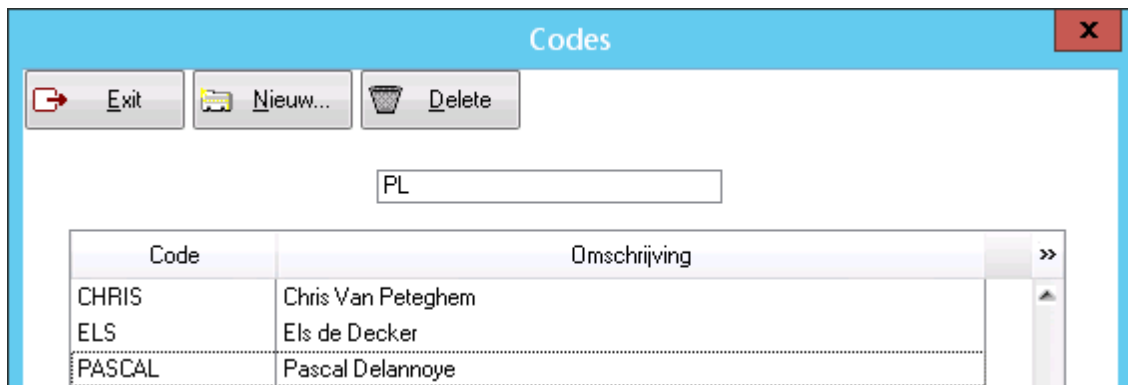 Codes
x
Exit Nieuw... Delete
PL
Code Omschrijving »
CHRIS Chris Van Peteghem
ELS Els de Decker
PASCAL Pascal Delannoye